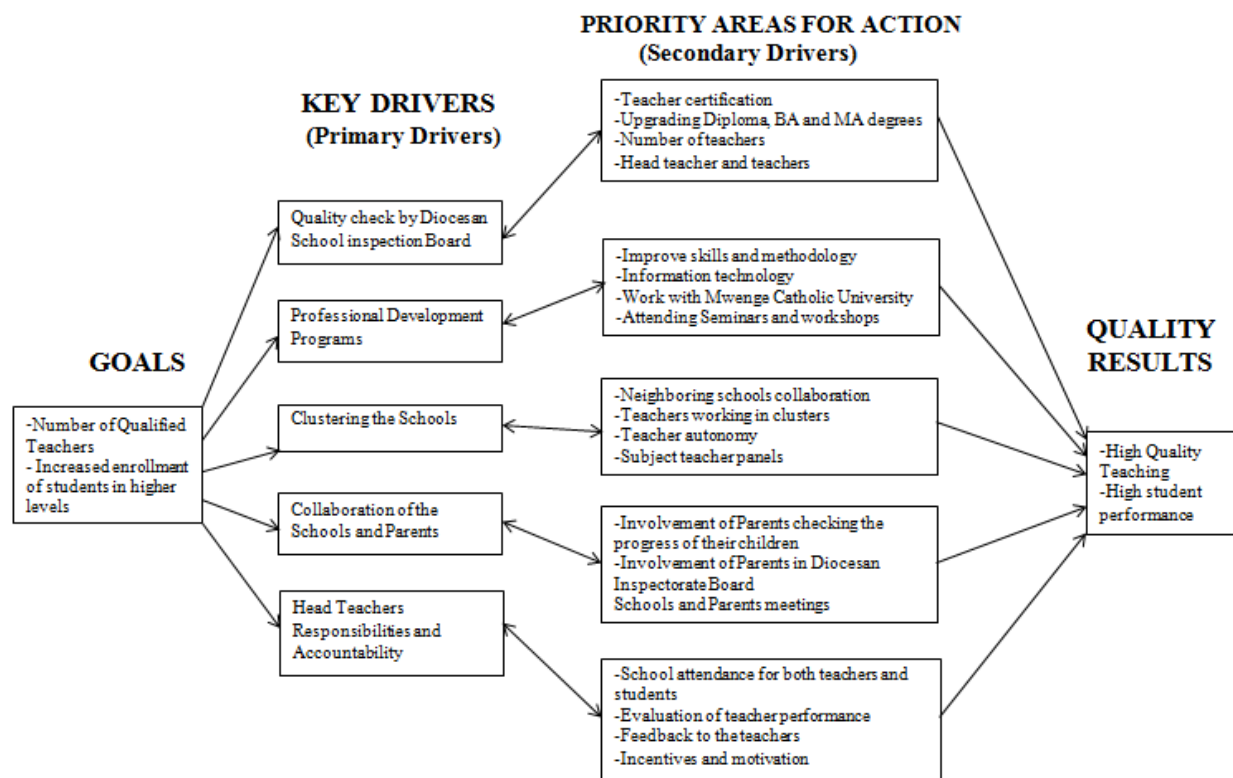 PRIORITY AREAS FOR ACTION
(Secondary Drivers)
KEY DRIVERS
(Primary Drivers)
GOALS
QUALITY
RESULTS
-Number of Qualified
Teachers
- Increased enrollment
of students in higher
levels
Quality check by Diocesan
School inspection Board
Professional Development
Programs
Clustering the Schools
Collaboration of the
Schools and Parents
Head Teachers
Responsibilities and
Accountability
-Teacher certification
-Upgrading Diploma, BA and MA degrees
-Number of teachers
-Head teacher and teachers
-Improve skills and methodology
-Information technology
-Work with Mwenge Catholic University
-Attending Seminars and workshops
-Neighboring schools collaboration
-Teachers working in clusters
-Teacher autonomy
-Subject teacher panels
-Involvement of Parents checking the
progress of their children
-Involvement of Parents in Diocesan
Inspectorate Board
Schools and Parents meetings
-School attendance for both teachers and
students
-Evaluation of teacher performance
-Feedback to the teachers
-Incentives and motivation
-High Quality
Teaching
-High student
performance